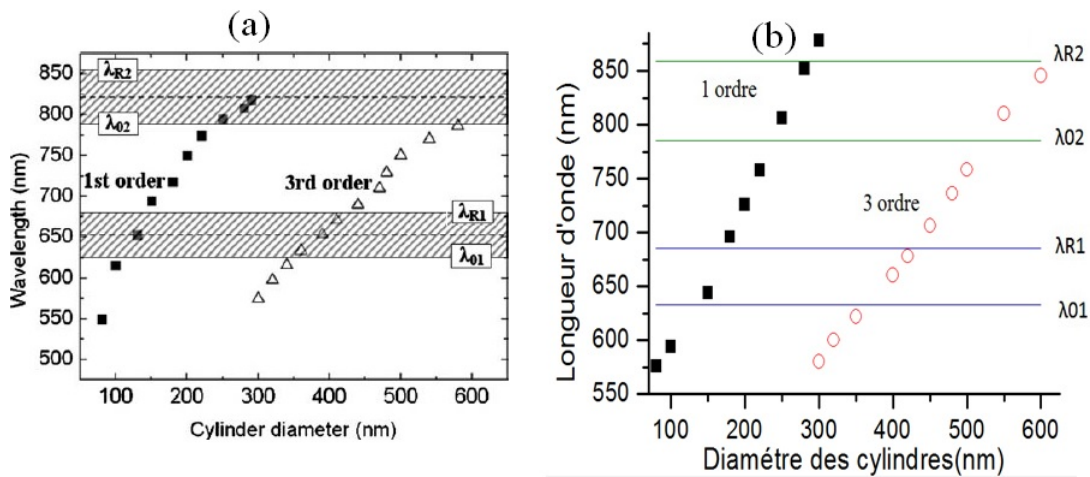 (a)
Wavelength (nm)
850
800
750
700
650
600
550
500
λR2
λ02
1st order
3rd order
λR1
λ01
100 200 300 400 500 600
Cylinder diameter (nm)
(b)
Longueur d'onde (nm)
850
800
750
700
650
600
550
1 ordre
3 ordre
λR2
λ02
λR1
λ01
100 200 300 400 500 600
Diamétre des cylindres(nm)